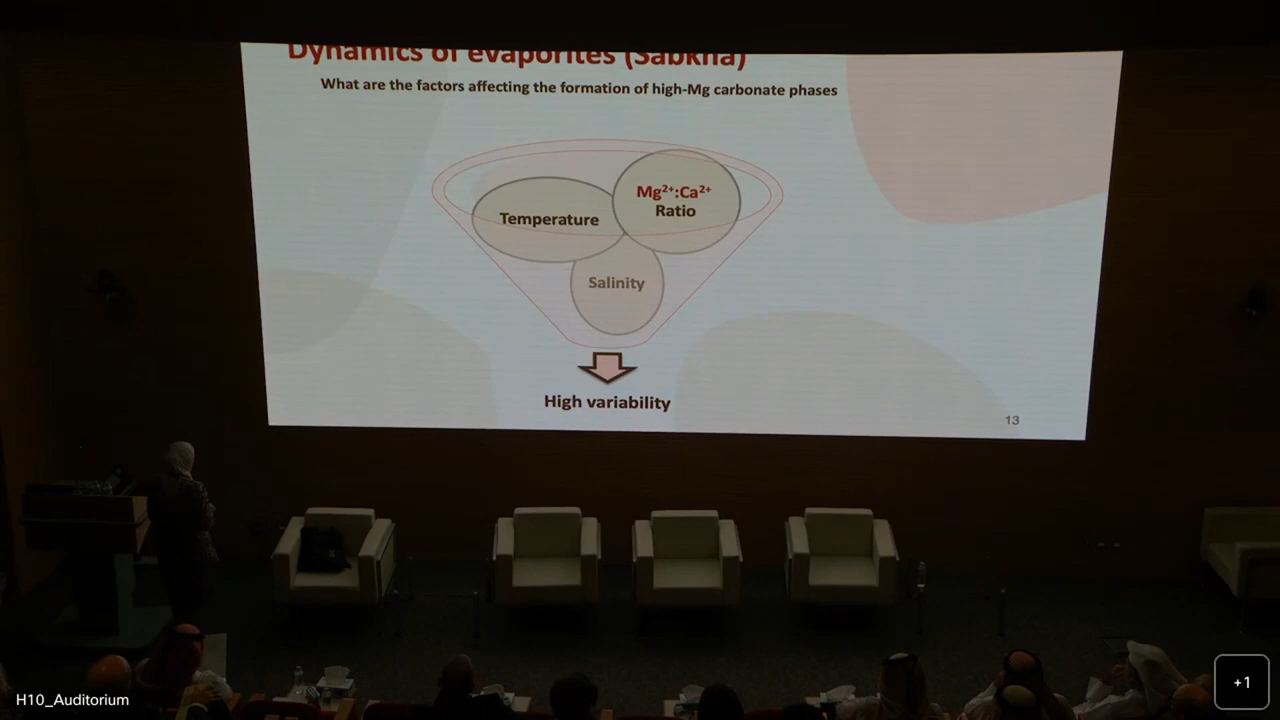 Dynamics of evaporites (Sabkha)
What are the factors affecting the formation of high-Mg carbonate phases
Temperature
Mg²⁺:Ca²⁺
Ratio
Salinity
High variability
13
H10_Auditorium
+1